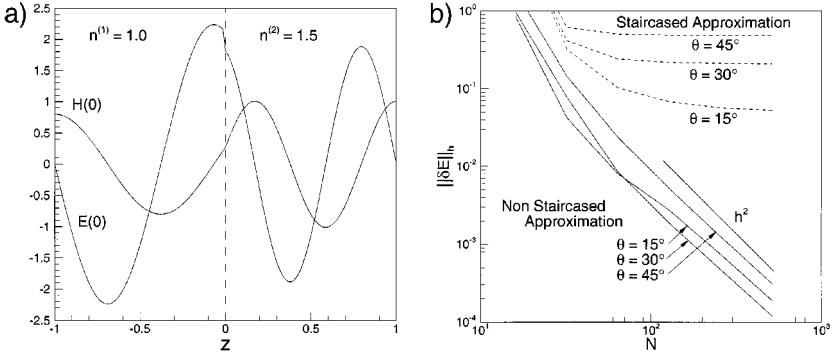 a)
n(1) = 1.0
n(2) = 1.5
H(0)
E(0)
2.5
2
1.5
1
0.5
0
-0.5
-1
-1.5
-2
-2.5
-1
-0.5
0
0.5
1
z
b)
Staircased Approximation
θ = 45°
θ = 30°
θ = 15°
||δE||h
Non Staircased
Approximation
h2
θ = 15°
θ = 30°
θ = 45°
100
10-1
10-2
10-3
10-4
101
102
103
N